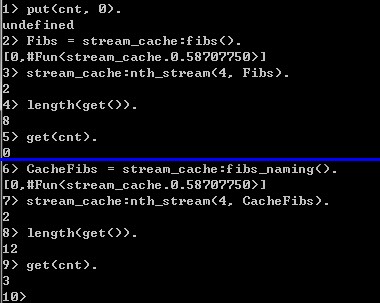 1> put(cnt, 0).
undefined
2> Fibs = stream_cache:fibs().
[0,#Fun<stream_cache.0.58707750>]
3> stream_cache:nth_stream(4, Fibs).
2
4> length(get()).
8
5> get(cnt).
0
6> CacheFibs = stream_cache:fibs_naming().
[0,#Fun<stream_cache.0.58707750>]
7> stream_cache:nth_stream(4, CacheFibs).
2
8> length(get()).
12
9> get(cnt).
3
10>